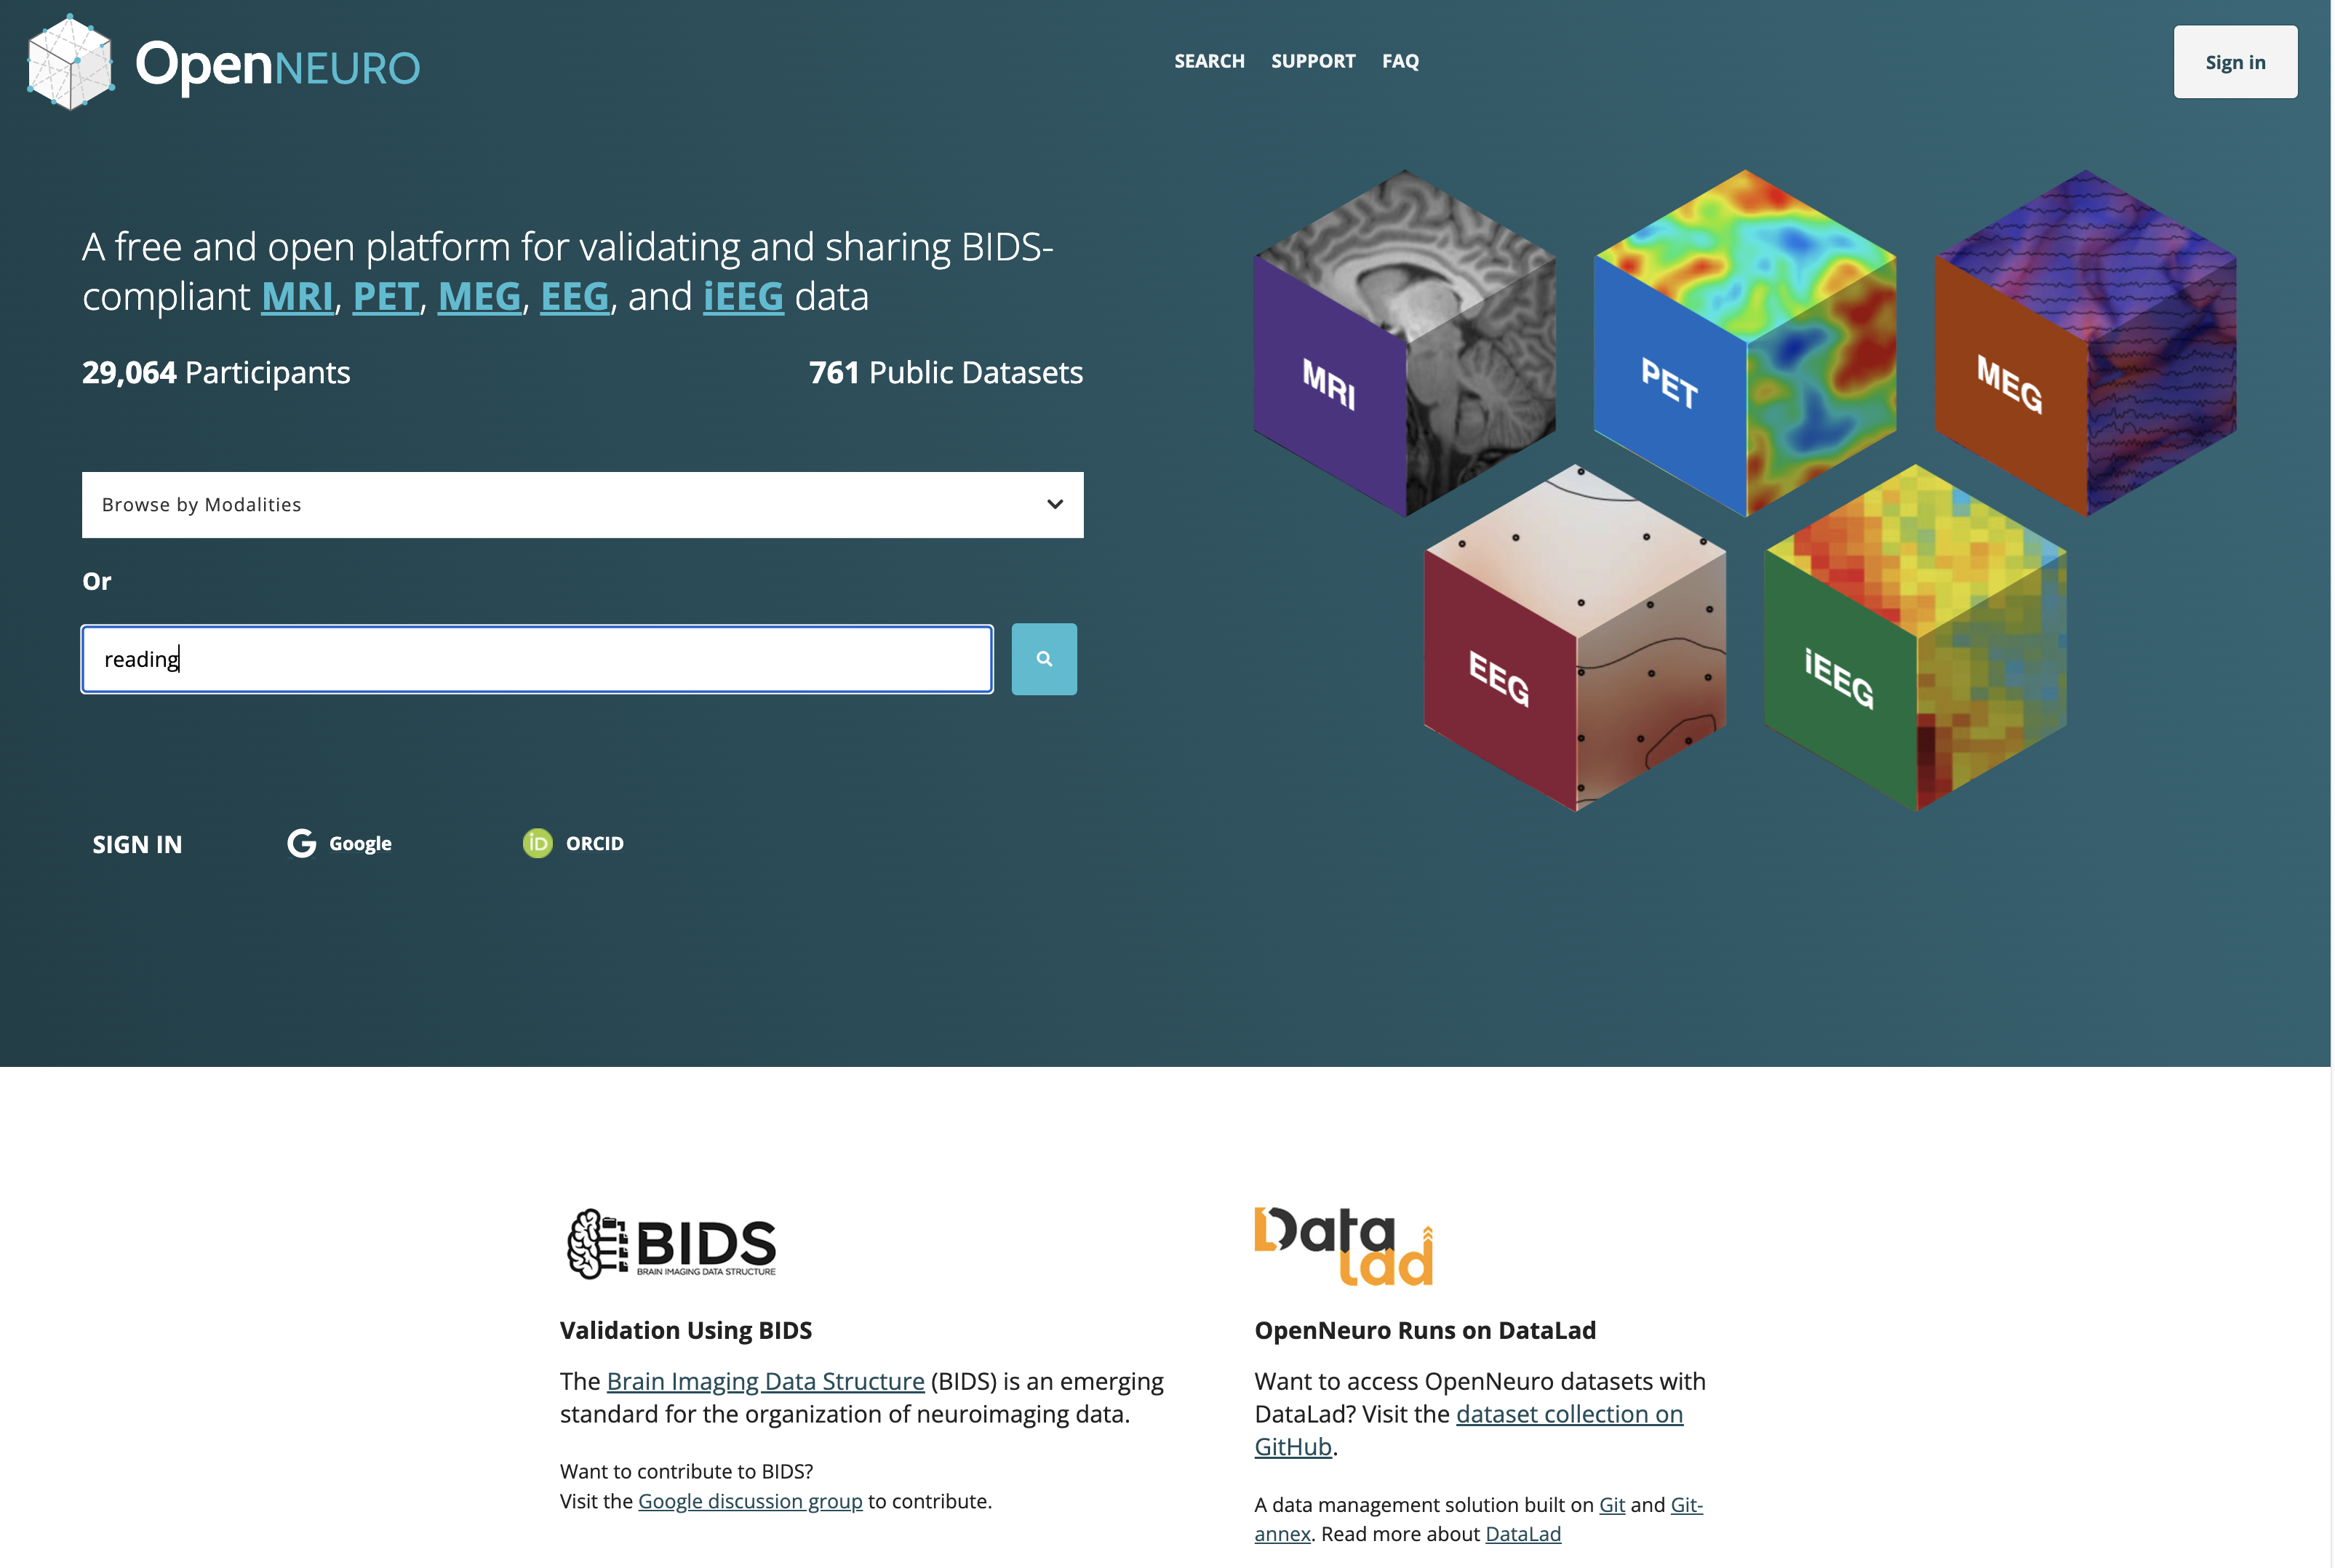 OpenNEURO
SEARCH SUPPORT FAQ
Sign in
A free and open platform for validating and sharing BIDS-
compliant MRI, PET, MEG, EEG, and iEEG data
29,064 Participants
761 Public Datasets
Browse by Modalities
Or
reading
SIGN IN
Google
iD ORCID
MRI
PET
MEG
EEG
iEEG
BIDS
BRAIN IMAGING DATA STRUCTURE
Validation Using BIDS
The Brain Imaging Data Structure (BIDS) is an emerging
standard for the organization of neuroimaging data.
Want to contribute to BIDS?
Visit the Google discussion group to contribute.
Data
lad
OpenNeuro Runs on DataLad
Want to access OpenNeuro datasets with
DataLad? Visit the dataset collection on
GitHub.
A data management solution built on Git and Git-
annex. Read more about DataLad